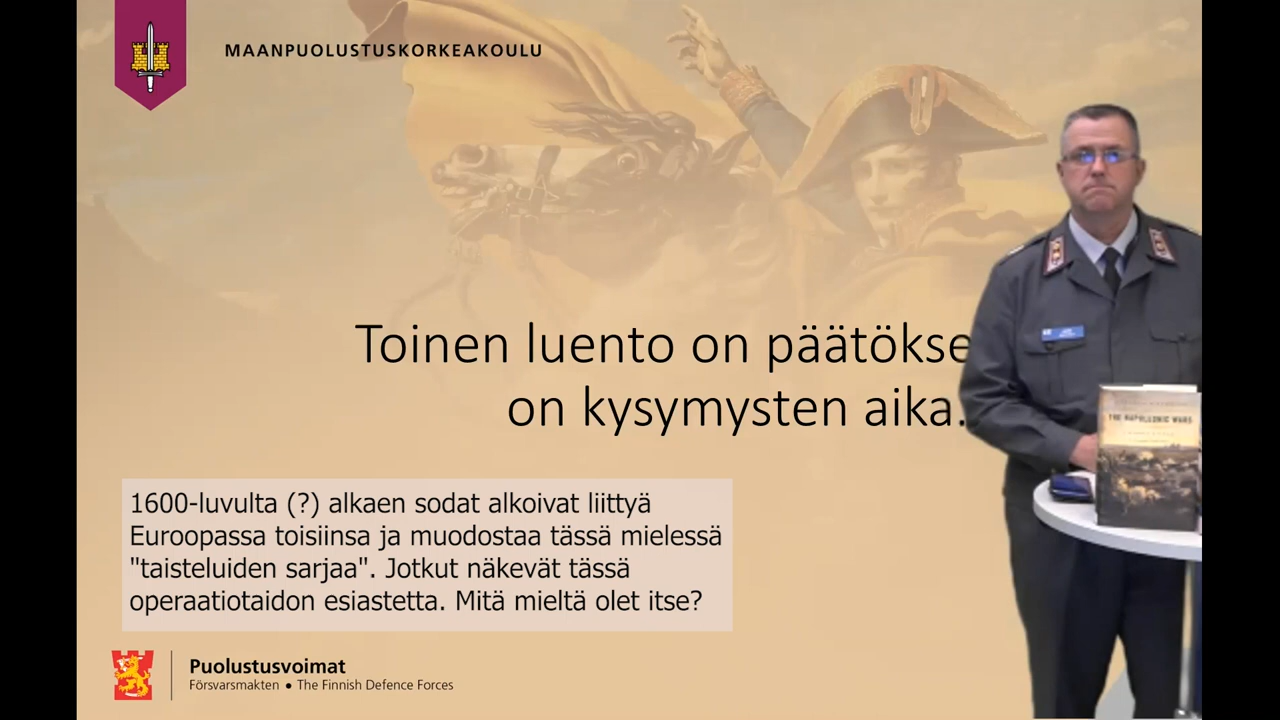 MAANPUOLUSTUSKORKEAKOULU
Toinen luento on päätökse
on kysymysten aika.
THE NAPOLEONIC WARS
1600-luvulta (?) alkaen sodat alkoivat liittyä
Euroopassa toisiinsa ja muodostaa tässä mielessä
"taisteluiden sarjaa". Jotkut näkevät tässä
operaatiotaidon esiastetta. Mitä mieltä olet itse?
Puolustusvoimat
Försvarsmakten • The Finnish Defence Forces